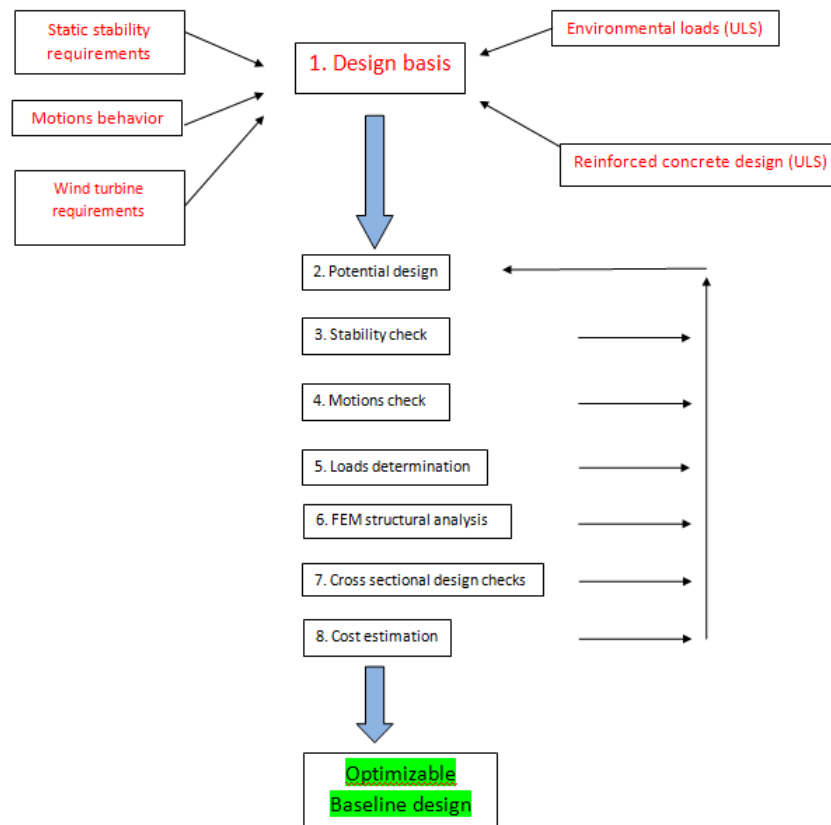 Static stability
requirements
Environmental loads (ULS)
1. Design basis
Motions behavior
Reinforced concrete design (ULS)
Wind turbine
requirements
2. Potential design
3. Stability check
4. Motions check
5. Loads determination
6. FEM structural analysis
7. Cross sectional design checks
8. Cost estimation
Optimizable
Baseline design